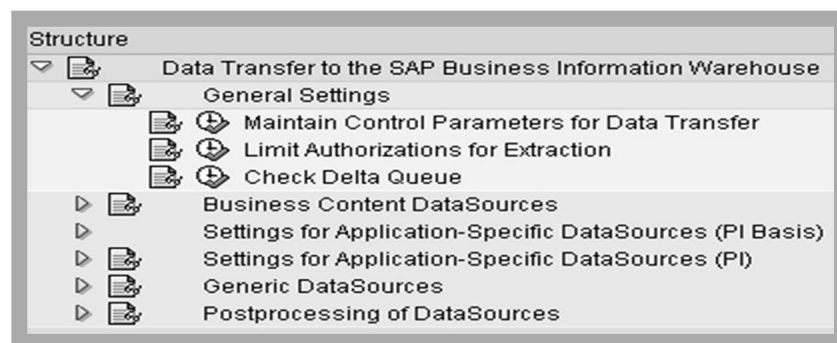 Structure
Data Transfer to the SAP Business Information Warehouse
General Settings
Maintain Control Parameters for Data Transfer
Limit Authorizations for Extraction
Check Delta Queue
Business Content DataSources
Settings for Application-Specific DataSources (PI Basis)
Settings for Application-Specific DataSources (PI)
Generic DataSources
Postprocessing of DataSources